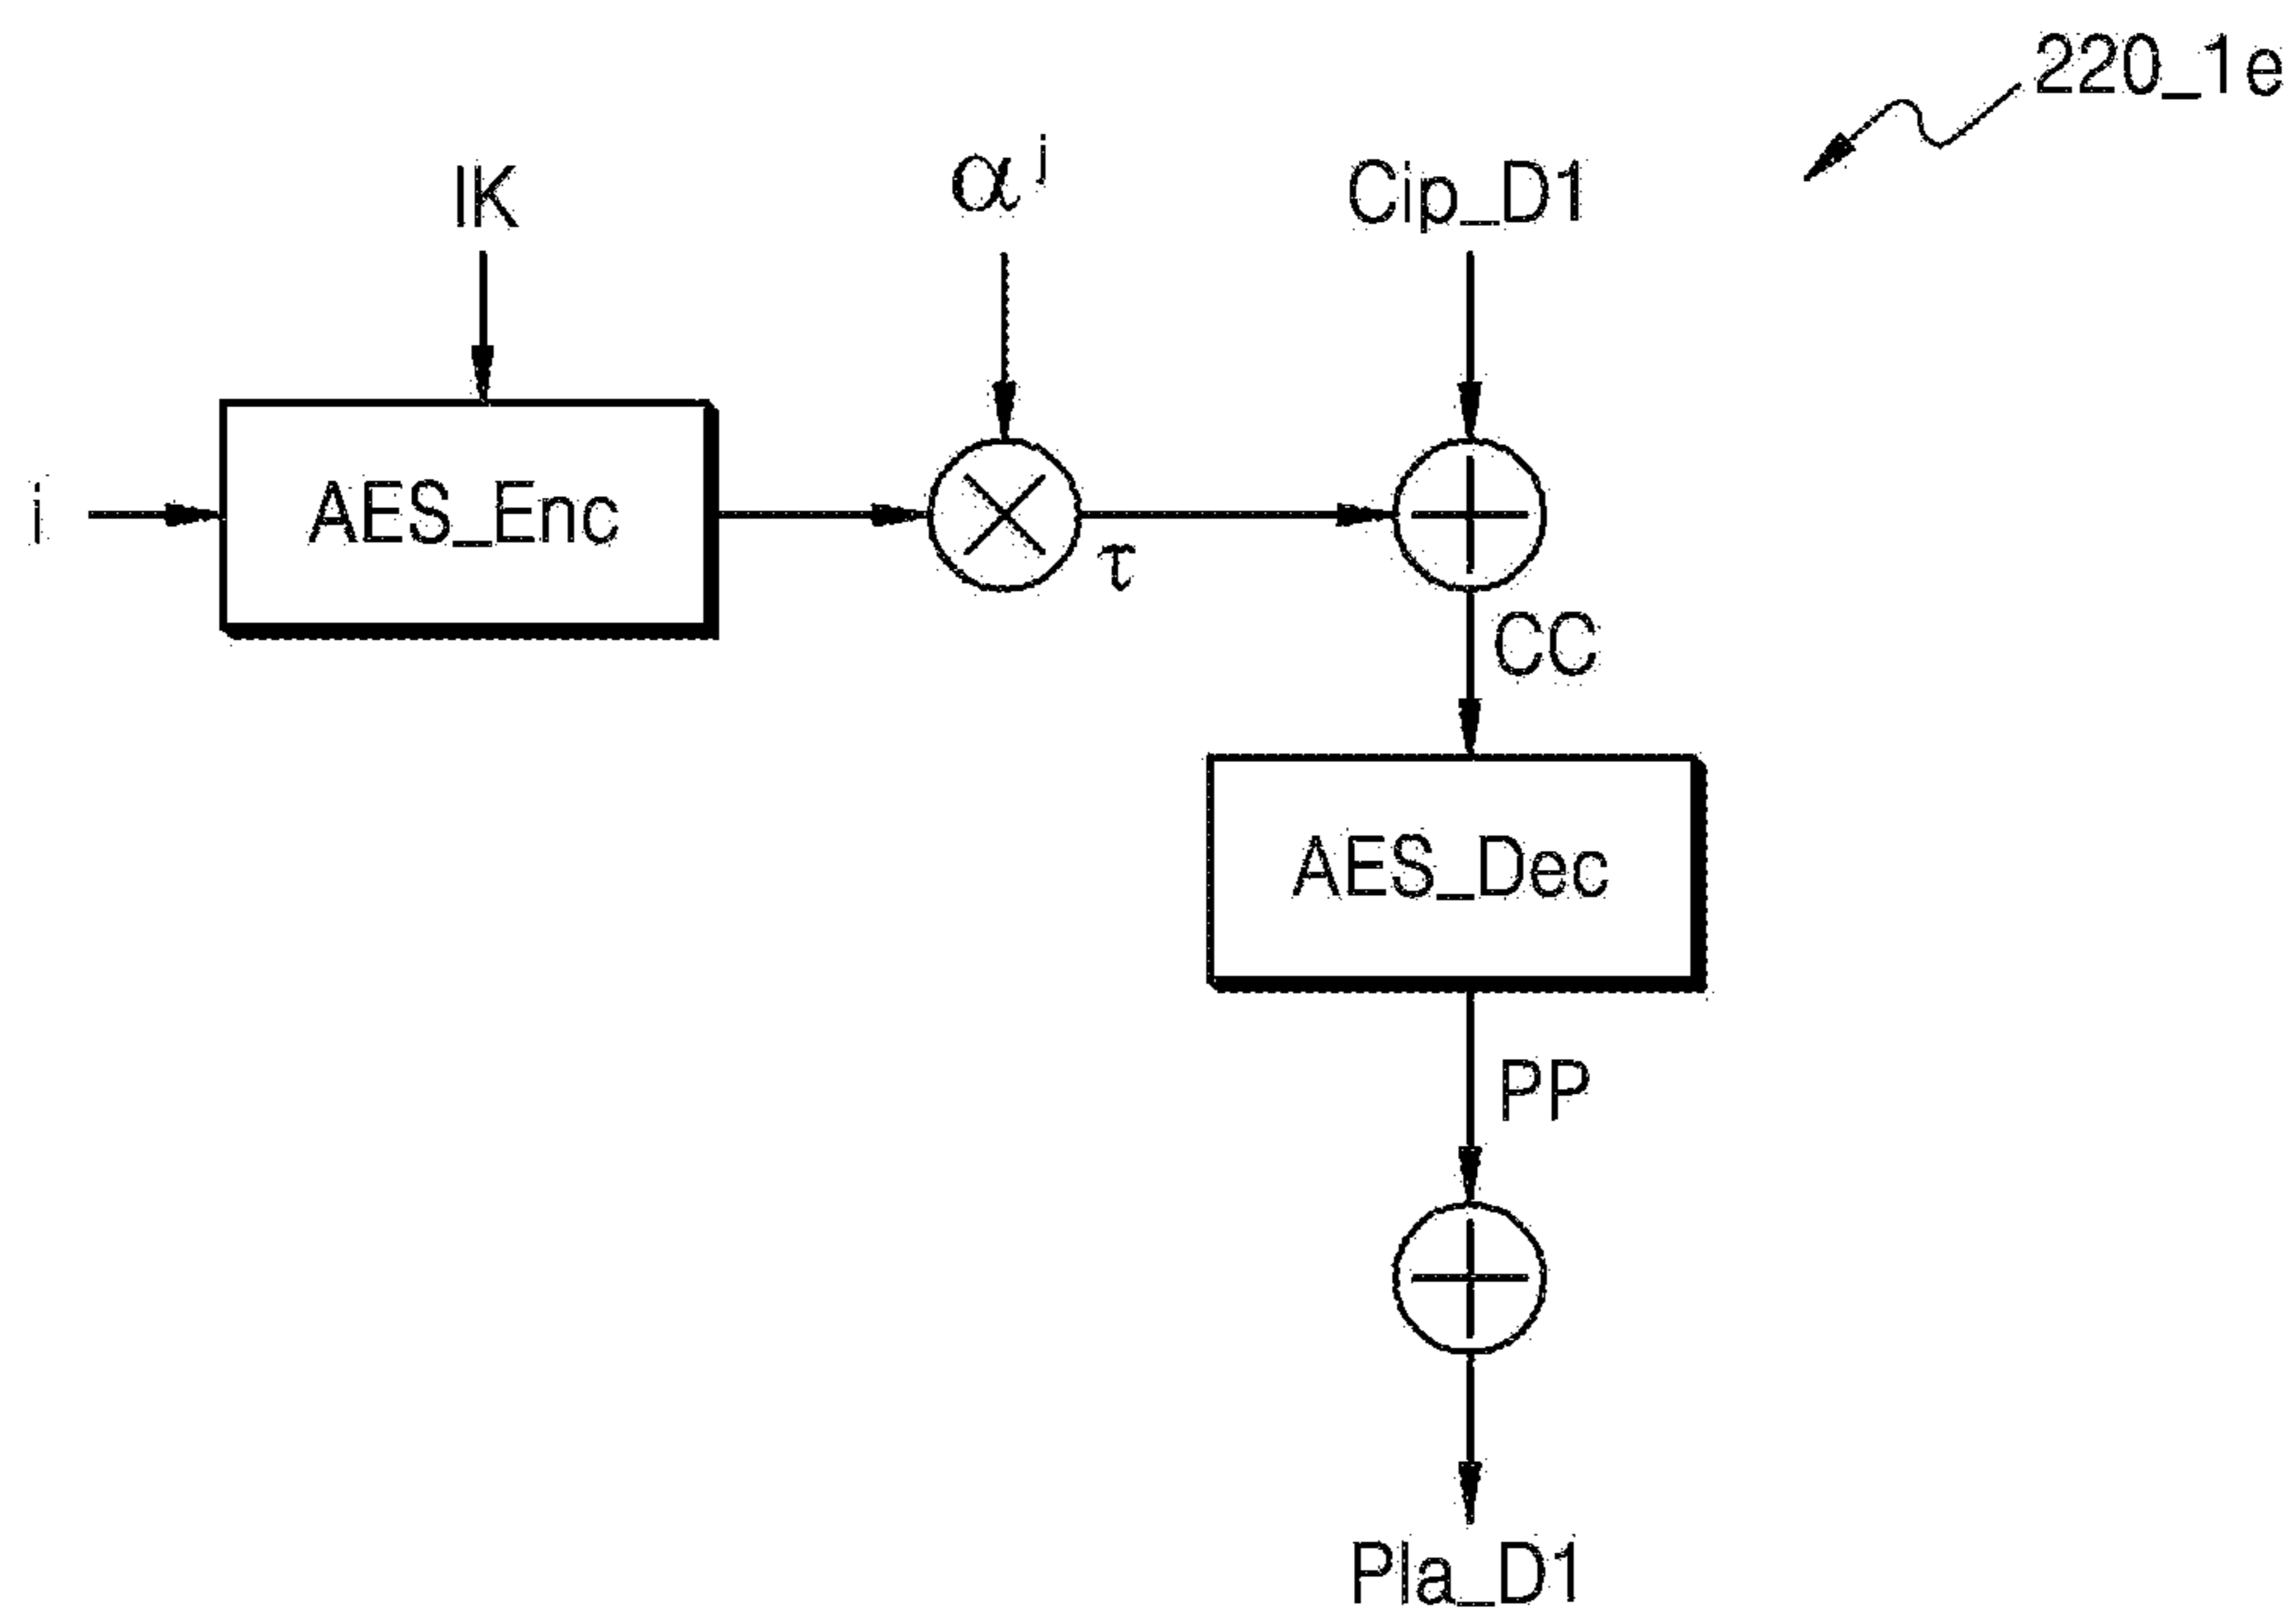 220_1e
IK
α^j
Cip_D1
i
AES_Enc
τ
CC
AES_Dec
PP
Pla_D1